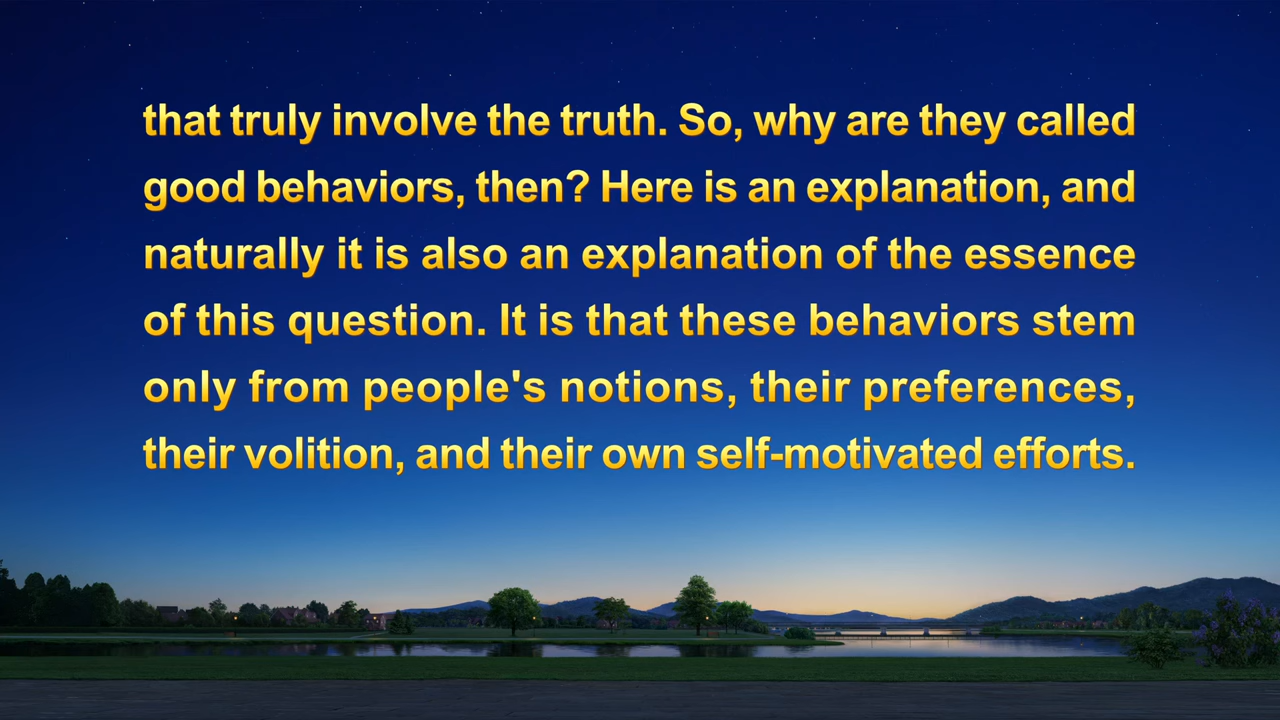 that truly involve the truth. So, why are they called
good behaviors, then? Here is an explanation, and
naturally it is also an explanation of the essence
of this question. It is that these behaviors stem
only from people's notions, their preferences,
their volition, and their own self-motivated efforts.